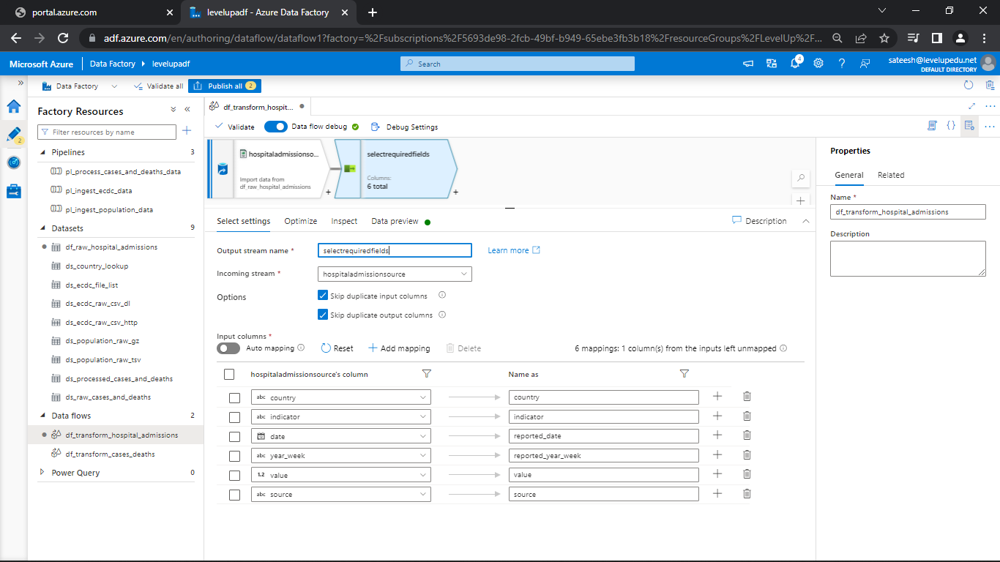 portal.azure.com
levelupadf - Azure Data Factory
adf.azure.com/en/authoring/dataflow/dataflow1?factory=%2Fsubscriptions%2F5693de98-2fcb-49bf-b949-65ebe3fb3b18%2FresourceGroups%2FLevelUp%2F...
Microsoft Azure
Data Factory
levelupadf
Search
4
sateesh@levelupedu.net
DEFAULT DIRECTORY
Data Factory
Validate all
Publish all 2
2
Factory Resources
Filter resources by name
Pipelines 3
pl_process_cases_and_deaths_data
pl_ingest_ecdc_data
pl_ingest_population_data
Datasets 9
df_raw_hospital_admissions
ds_country_lookup
ds_ecdc_file_list
ds_ecdc_raw_csv_dl
ds_ecdc_raw_csv_http
ds_population_raw_gz
ds_population_raw_tsv
ds_processed_cases_and_deaths
ds_raw_cases_and_deaths
Data flows 2
df_transform_hospital_admissions
df_transform_cases_deaths
Power Query 0
df_transform_hospit...
Validate
Data flow debug
Debug Settings
hospitaladmissionso...
Import data from
df_raw_hospital_admissions
+
selectrequiredfields
Columns:
6 total
+
Select settings
Optimize
Inspect
Data preview
Description
Output stream name *
selectrequiredfields
Learn more
Incoming stream *
hospitaladmissionsource
Options
Skip duplicate input columns
Skip duplicate output columns
Input columns *
Auto mapping
Reset
Add mapping
Delete
6 mappings: 1 column(s) from the inputs left unmapped
hospitaladmissionsource's column
Name as
abc country
country
abc indicator
indicator
date
reported_date
abc year_week
reported_year_week
1.2 value
value
abc source
source
Properties
General
Related
Name *
df_transform_hospital_admissions
Description